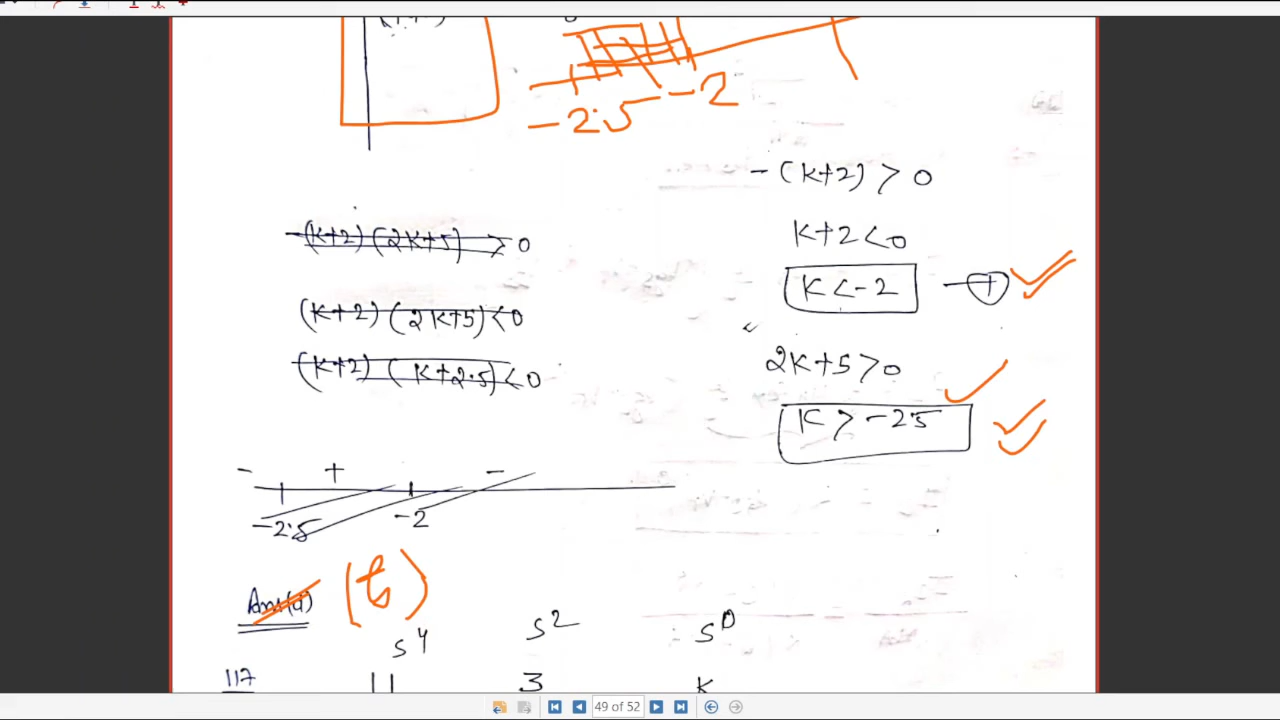 -2.5 -2
-(K+2) > 0
-(K+2) (2K+5) > 0
K+2 < 0
(K+2) (2K+5) < 0
K < -2
2K+5 > 0
(K+2) (K+2.5) < 0
K > -2.5
- + -
-2.5 -2
Ans(d) (b)
s⁴ s² s⁰
117 11 3 K
49 of 52